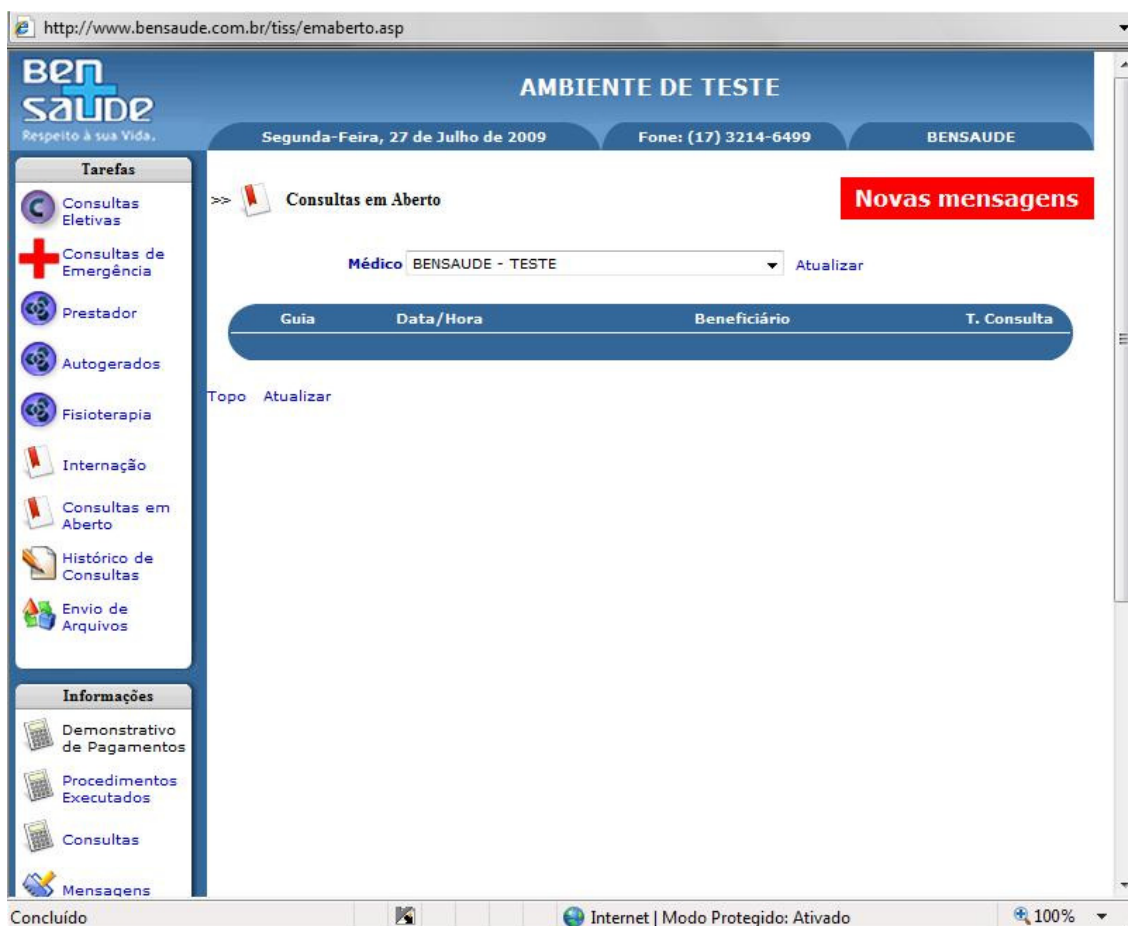 http://www.bensaude.com.br/tiss/emaberto.asp
Ben
saude
Respeito à sua Vida.
AMBIENTE DE TESTE
Segunda-Feira, 27 de Julho de 2009 Fone: (17) 3214-6499 BENSAUDE
Tarefas
Consultas
Eletivas
Consultas de
Emergência
Prestador
Autogerados
Fisioterapia
Internação
Consultas em
Aberto
Histórico de
Consultas
Envio de
Arquivos
Informações
Demonstrativo
de Pagamentos
Procedimentos
Executados
Consultas
Mensagens
>> Consultas em Aberto
Novas mensagens
Médico BENSAUDE - TESTE Atualizar
Guia Data/Hora Beneficiário T. Consulta
Topo Atualizar
Concluído Internet | Modo Protegido: Ativado 100%